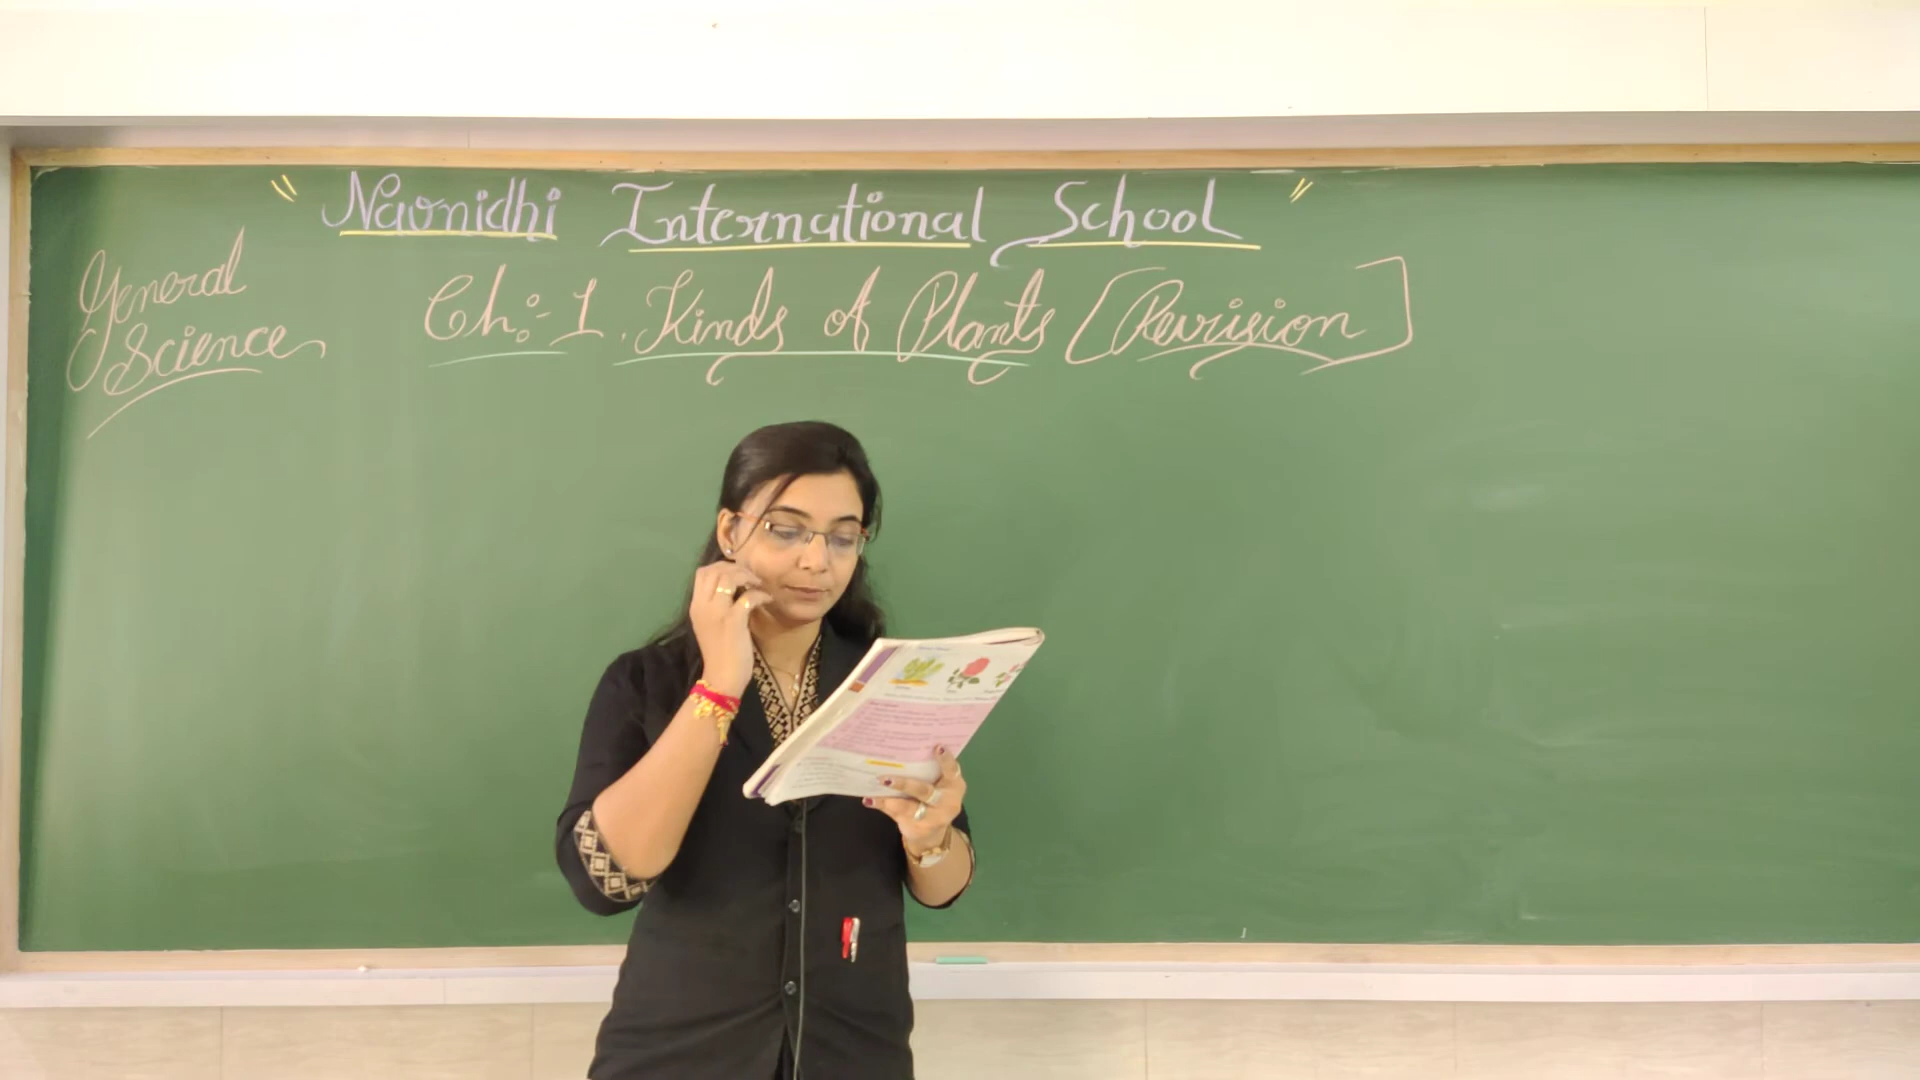 " Navnidhi International School "
General
Science
Ch:-1. Kinds of Plants [Revision]